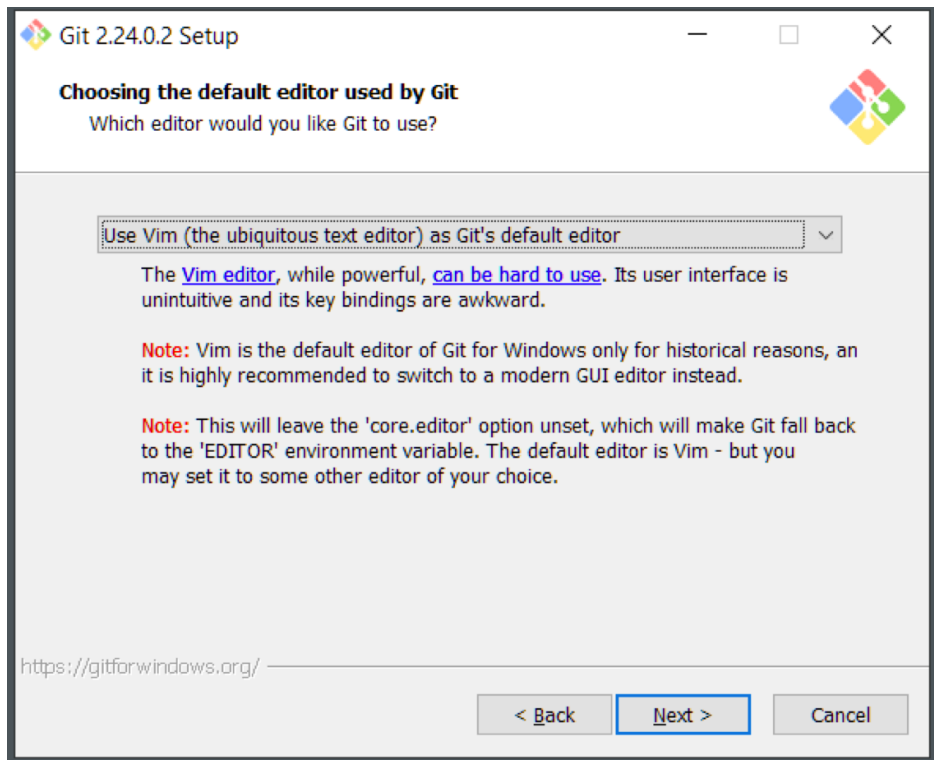 Git 2.24.0.2 Setup
Choosing the default editor used by Git
Which editor would you like Git to use?
Use Vim (the ubiquitous text editor) as Git's default editor
The Vim editor, while powerful, can be hard to use. Its user interface is
unintuitive and its key bindings are awkward.
Note: Vim is the default editor of Git for Windows only for historical reasons, an
it is highly recommended to switch to a modern GUI editor instead.
Note: This will leave the 'core.editor' option unset, which will make Git fall back
to the 'EDITOR' environment variable. The default editor is Vim - but you
may set it to some other editor of your choice.
https://gitforwindows.org/
< Back
Next >
Cancel